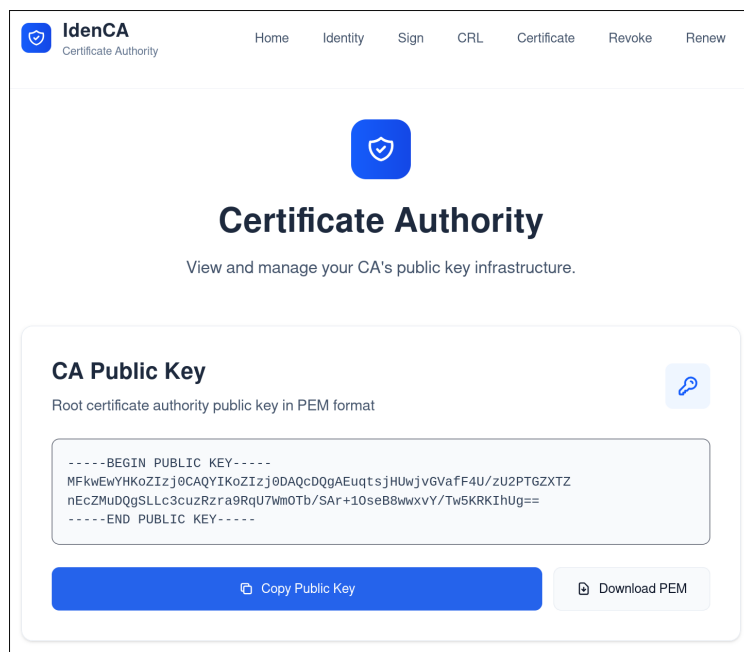 IdenCA
Certificate Authority
Home Identity Sign CRL Certificate Revoke Renew
Certificate Authority
View and manage your CA's public key infrastructure.
CA Public Key
Root certificate authority public key in PEM format
-----BEGIN PUBLIC KEY-----
MFkwEwYHKoZIzj0CAQYIKoZIzj0DAQcDQgAEuqtsjHUwjvGVafF4U/zU2PTGZXTZ
nEcZMuDQgSLLc3cuzRzra9RqU7WmOTb/SAr+1OseB8wwxvY/Tw5KRKIhUg==
-----END PUBLIC KEY-----
Copy Public Key
Download PEM